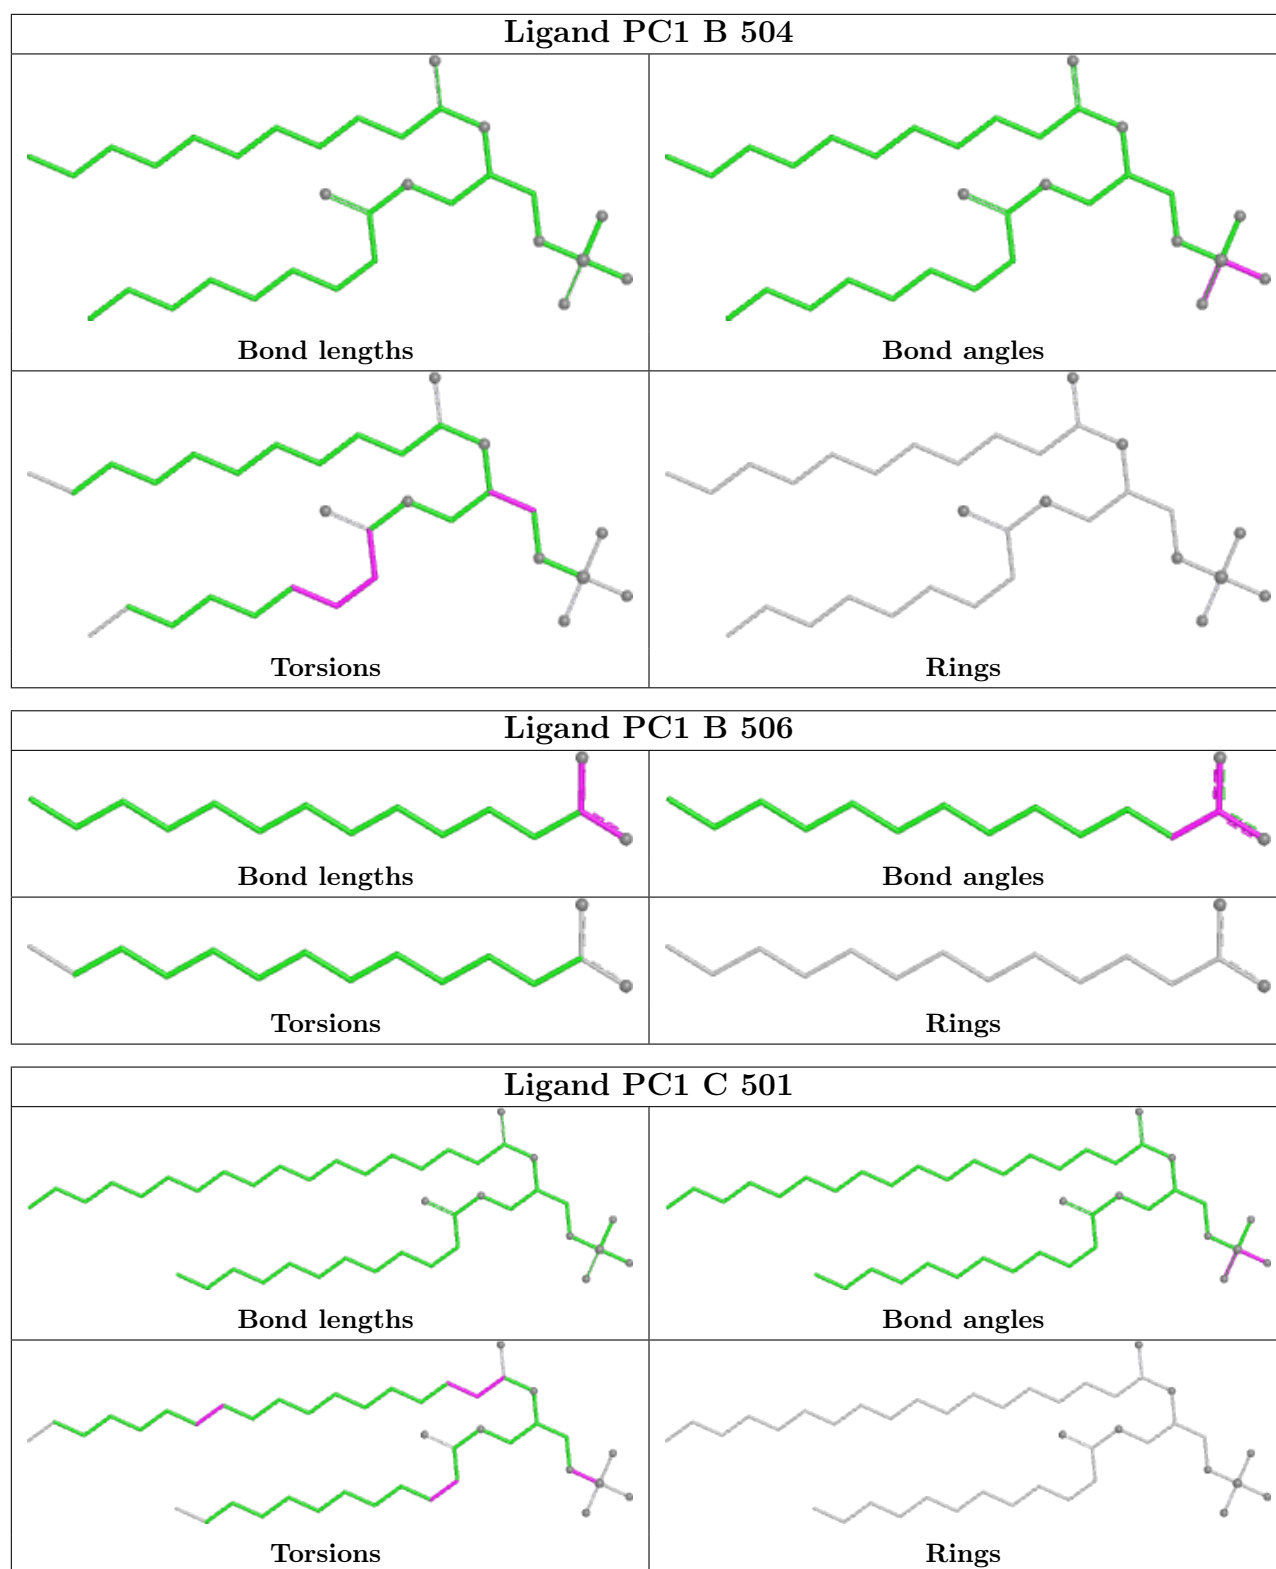 Ligand PC1 B 504
Bond lengths
Bond angles
Torsions
Rings
Ligand PC1 B 506
Bond lengths
Bond angles
Torsions
Rings
Ligand PC1 C 501
Bond lengths
Bond angles
Torsions
Rings